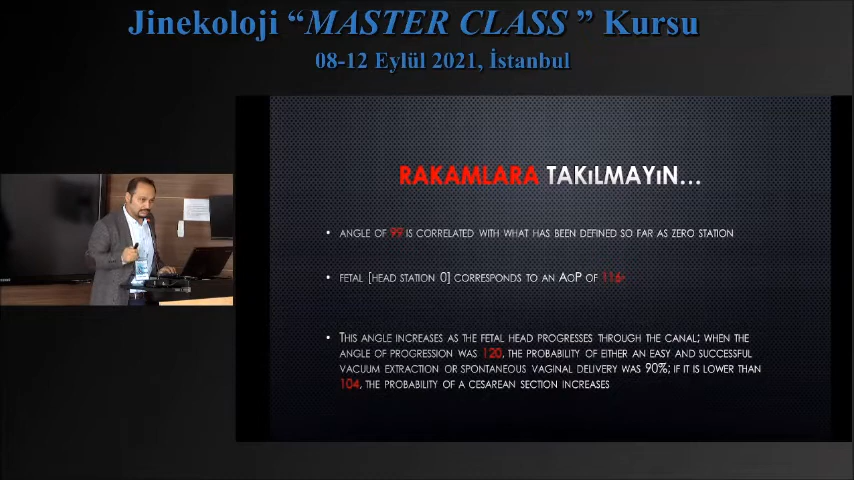 Jinekoloji “MASTER CLASS ” Kursu
08-12 Eylül 2021, İstanbul
RAKAMLARA TAKıLMAYıN...
• ANGLE OF 99 IS CORRELATED WITH WHAT HAS BEEN DEFINED SO FAR AS ZERO STATION
• FETAL [HEAD STATION 0] CORRESPONDS TO AN AOP OF 116◦
• THIS ANGLE INCREASES AS THE FETAL HEAD PROGRESSES THROUGH THE CANAL; WHEN THE
ANGLE OF PROGRESSION WAS 120, THE PROBABILITY OF EITHER AN EASY AND SUCCESSFUL
VACUUM EXTRACTION OR SPONTANEOUS VAGINAL DELIVERY WAS 90%; IF IT IS LOWER THAN
104, THE PROBABILITY OF A CESAREAN SECTION INCREASES